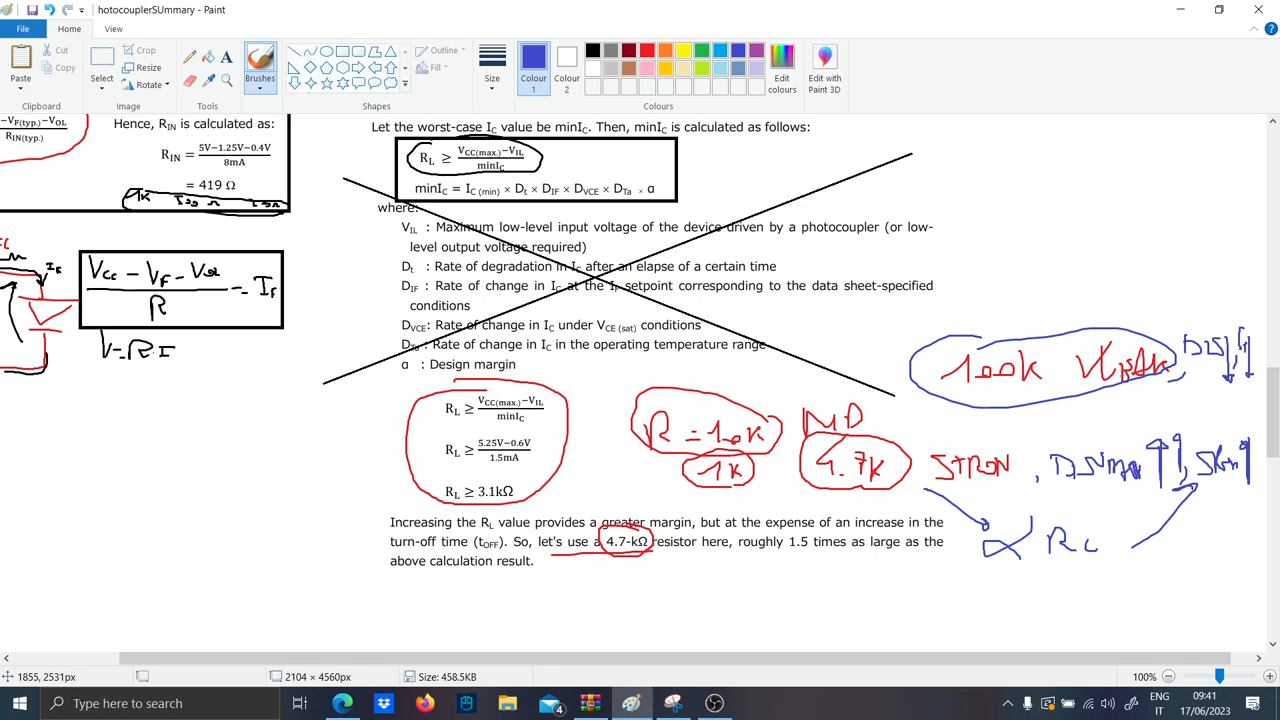 hotocouplerSUmmary - Paint
File
Home
View
Paste
Cut
Copy
Clipboard
Select
Crop
Resize
Rotate
Image
Tools
Brushes
Shapes
Outline
Fill
Size
Colour 1
Colour 2
Edit colours
Edit with Paint 3D
Colours
−VF(typ.)−VOL
RIN(typ.)
Hence, RIN is calculated as:
RIN = 5V−1.25V−0.4V
8mA
= 419 Ω
IF
VCC − VF − VOL
R
= IF
V=R·I
Let the worst-case IC value be minIC. Then, minIC is calculated as follows:
RL ≥ VCC(max.)−VIL
minIC
minIC = IC (min) × Dt × DIF × DVCE × DTa × α
where:
VIL : Maximum low-level input voltage of the device driven by a photocoupler (or low-
level output voltage required)
Dt : Rate of degradation in IC after an elapse of a certain time
DIF : Rate of change in IC at the IF setpoint corresponding to the data sheet-specified
conditions
DVCE: Rate of change in IC under VCE (sat) conditions
DTa : Rate of change in IC in the operating temperature range
α : Design margin
RL ≥ VCC(max.)−VIL
minIC
RL ≥ 5.25V−0.6V
1.5mA
RL ≥ 3.1kΩ
R = 10K
1K
4.7K
100K
RL
Increasing the RL value provides a greater margin, but at the expense of an increase in the
turn-off time (tOFF). So, let's use a 4.7-kΩ resistor here, roughly 1.5 times as large as the
above calculation result.
1855, 2531px
2104 × 4560px
Size: 458.5KB
100%
Type here to search
4
ENG
IT
09:41
17/06/2023